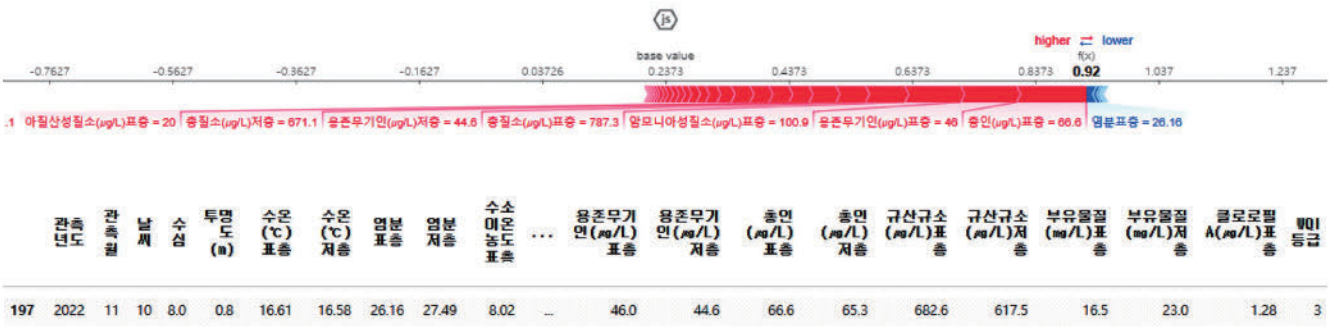 js
higher ⇄ lower
base value f(x)
-0.7627 -0.5627 -0.3627 -0.1627 0.03726 0.2373 0.4373 0.6373 0.8373 0.92 1.037 1.237
.1 아질산성질소(μg/L)표층 = 20 총질소(μg/L)저층 = 671.1 용존무기인(μg/L)저층 = 44.6 총질소(μg/L)표층 = 787.3 암모니아성질소(μg/L)표층 = 100.9 용존무기인(μg/L)표층 = 46 총인(μg/L)표층 = 66.6 염분표층 = 26.16
관측년도 관측월 날씨 수심 투명도(m) 수온(℃)표층 수온(℃)저층 염분표층 염분저층 수소이온농도표층 ... 용존무기인(μg/L)표층 용존무기인(μg/L)저층 총인(μg/L)표층 총인(μg/L)저층 규산규소(μg/L)표층 규산규소(μg/L)저층 부유물질(mg/L)표층 부유물질(mg/L)저층 클로로필A(μg/L)표층 WQI등급
197 2022 11 10 8.0 0.8 16.61 16.58 26.16 27.49 8.02 ... 46.0 44.6 66.6 65.3 682.6 617.5 16.5 23.0 1.28 3